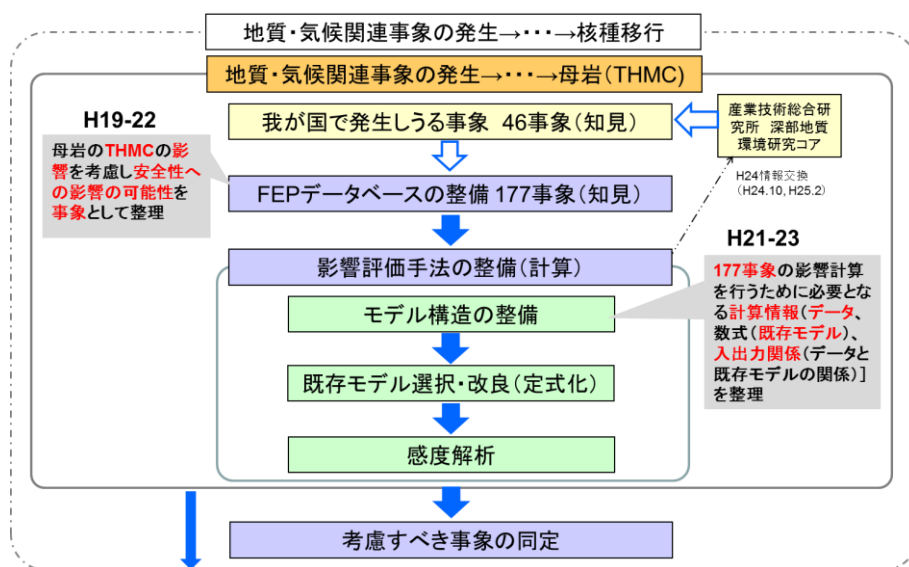 地質・気候関連事象の発生→・・・→核種移行
地質・気候関連事象の発生→・・・→母岩(THMC)
H19-22
母岩のTHMCの影響
を考慮し安全性へ
の影響の可能性を
事象として整理
我が国で発生しうる事象 46事象(知見)
産業技術総合研
究所 深部地質
環境研究コア
H24情報交換
(H24.10, H25.2)
FEPデータベースの整備 177事象(知見)
影響評価手法の整備(計算)
H21-23
177事象の影響計算
を行うために必要とな
る計算情報(データ、
数式(既存モデル)、
入出力関係(データと
既存モデルの関係)]
を整理
モデル構造の整備
既存モデル選択・改良(定式化)
感度解析
考慮すべき事象の同定